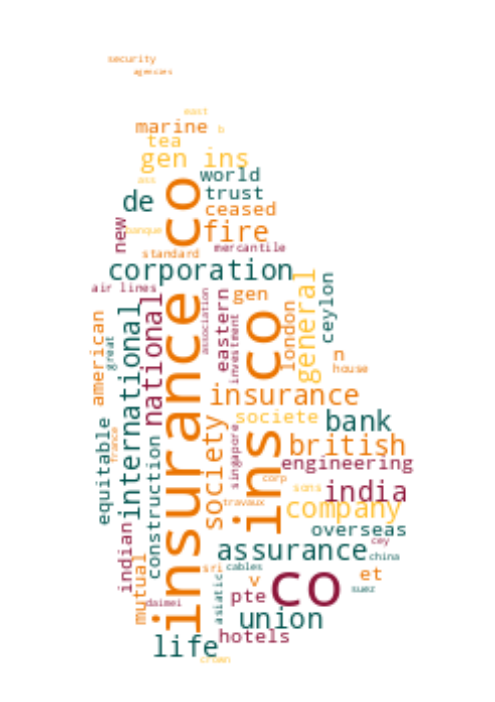 security
agencies
east
marine
b
tea
gen ins
world
ass
de
trust
ceased
insurance co
new
banque
fire
standard
mercantile
corporation
air lines
gen
general
ceylon
american
great
international
national
association
eastern
investment
ins co
london
n
house
insurance
societe
bank
equitable
france
construction
society
singapore
british
engineering
corp
sons
india
travaux
company
overseas
cey
china
indian
mutual
assurance
sri
cables
v
et
suez
daimei
asiatic
pte
co
union
life
hotels
crown